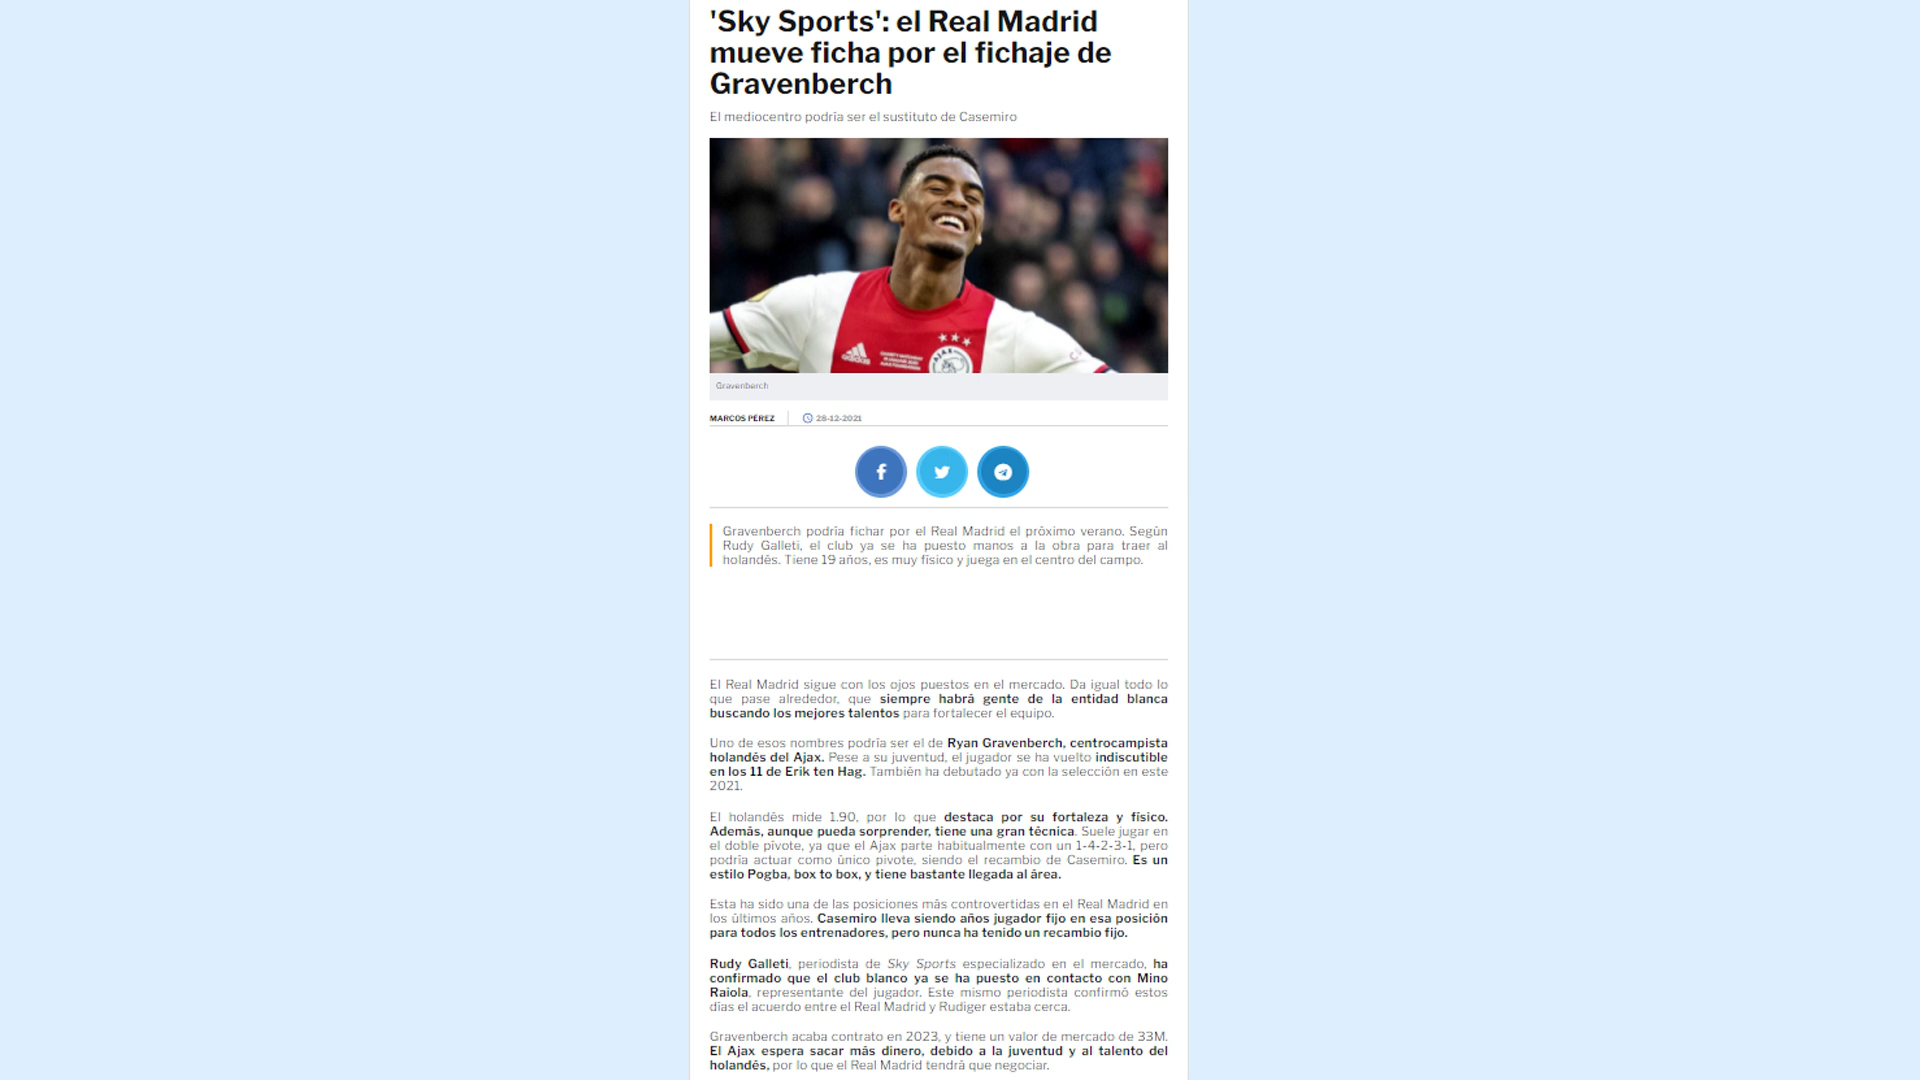 'Sky Sports': el Real Madrid
mueve ficha por el fichaje de
Gravenberch
El mediocentro podría ser el sustituto de Casemiro
adidas
AJAX
Gravenberch
MARCOS PÉREZ
28-12-2021
Gravenberch podría fichar por el Real Madrid el próximo verano. Según
Rudy Galleti, el club ya se ha puesto manos a la obra para traer al
holandés. Tiene 19 años, es muy físico y juega en el centro del campo.
El Real Madrid sigue con los ojos puestos en el mercado. Da igual todo lo
que pase alrededor, que siempre habrá gente de la entidad blanca
buscando los mejores talentos para fortalecer el equipo.
Uno de esos nombres podría ser el de Ryan Gravenberch, centrocampista
holandés del Ajax. Pese a su juventud, el jugador se ha vuelto indiscutible
en los 11 de Erik ten Hag. También ha debutado ya con la selección en este
2021.
El holandés mide 1.90, por lo que destaca por su fortaleza y físico.
Además, aunque pueda sorprender, tiene una gran técnica. Suele jugar en
el doble pivote, ya que el Ajax parte habitualmente con un 1-4-2-3-1, pero
podría actuar como único pivote, siendo el recambio de Casemiro. Es un
estilo Pogba, box to box, y tiene bastante llegada al área.
Esta ha sido una de las posiciones más controvertidas en el Real Madrid en
los últimos años. Casemiro lleva siendo años jugador fijo en esa posición
para todos los entrenadores, pero nunca ha tenido un recambio fijo.
Rudy Galleti, periodista de Sky Sports especializado en el mercado, ha
confirmado que el club blanco ya se ha puesto en contacto con Mino
Raiola, representante del jugador. Este mismo periodista confirmó estos
días el acuerdo entre el Real Madrid y Rudiger estaba cerca.
Gravenberch acaba contrato en 2023, y tiene un valor de mercado de 33M.
El Ajax espera sacar más dinero, debido a la juventud y al talento del
holandés, por lo que el Real Madrid tendrá que negociar.